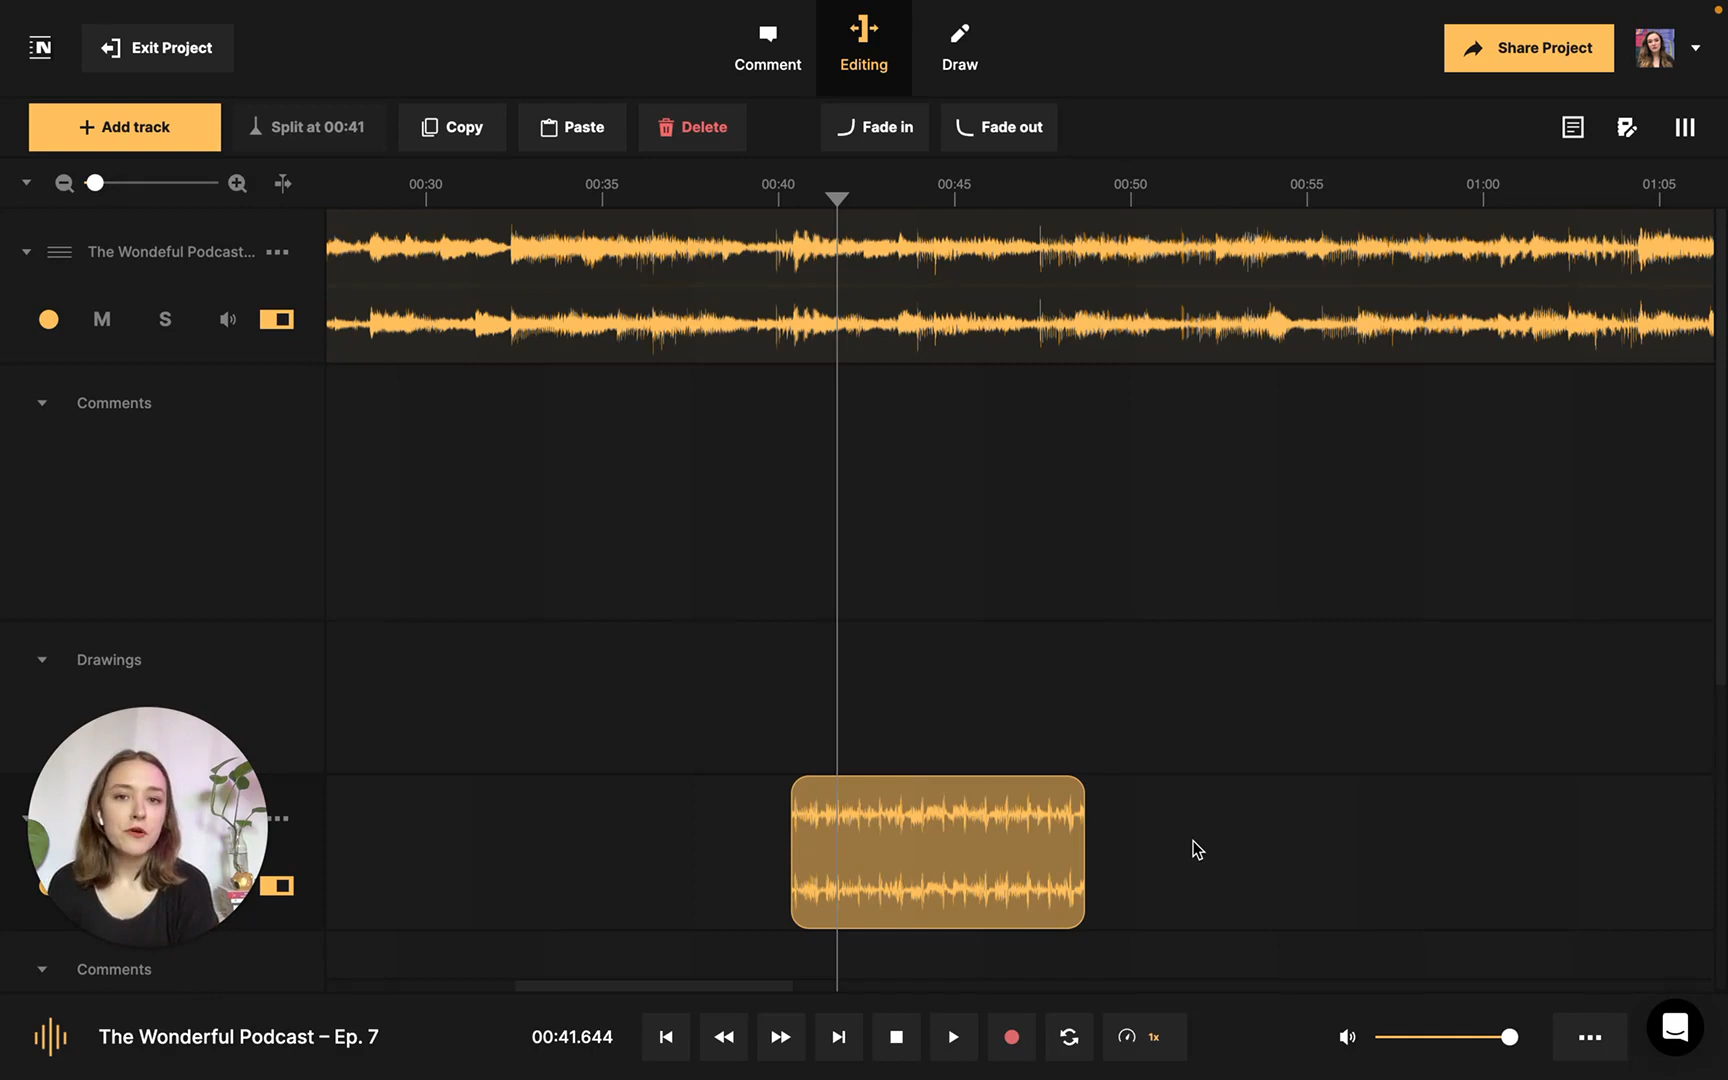 N
Exit Project
Comment
Editing
Draw
Share Project
Add track
Split at 00:41
Copy
Paste
Delete
Fade in
Fade out
00:30
00:35
00:40
00:45
00:50
00:55
01:00
01:05
The Wondeful Podcast...
M
S
Comments
Drawings
Comments
The Wonderful Podcast – Ep. 7
00:41.644
1x